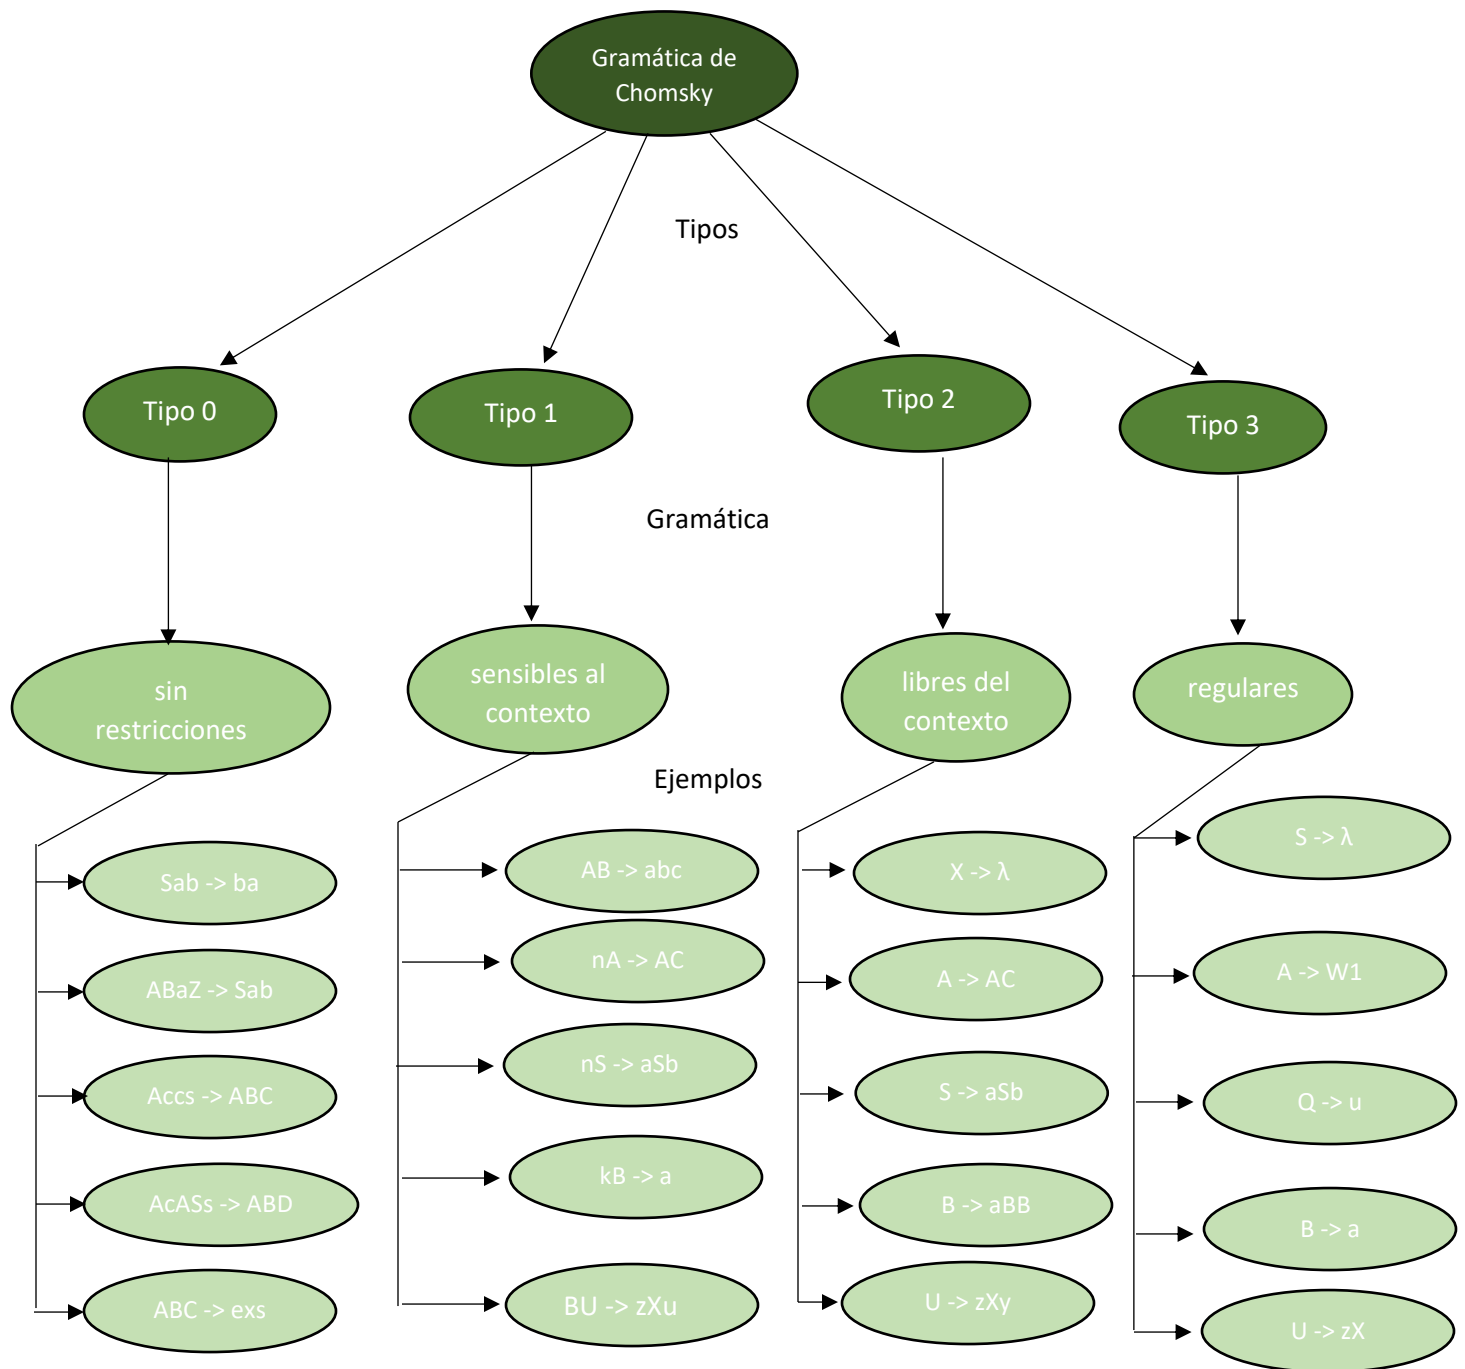 Gramática de
Chomsky
Tipos
Tipo 0
Tipo 1
Tipo 2
Tipo 3
Gramática
sin
restricciones
sensibles al
contexto
libres del
contexto
regulares
Ejemplos
Sab -> ba
ABaZ -> Sab
Accs -> ABC
AcASs -> ABD
ABC -> exs
AB -> abc
nA -> AC
nS -> aSb
kB -> a
BU -> zXu
X -> λ
A -> AC
S -> aSb
B -> aBB
U -> zXy
S -> λ
A -> W1
Q -> u
B -> a
U -> zX